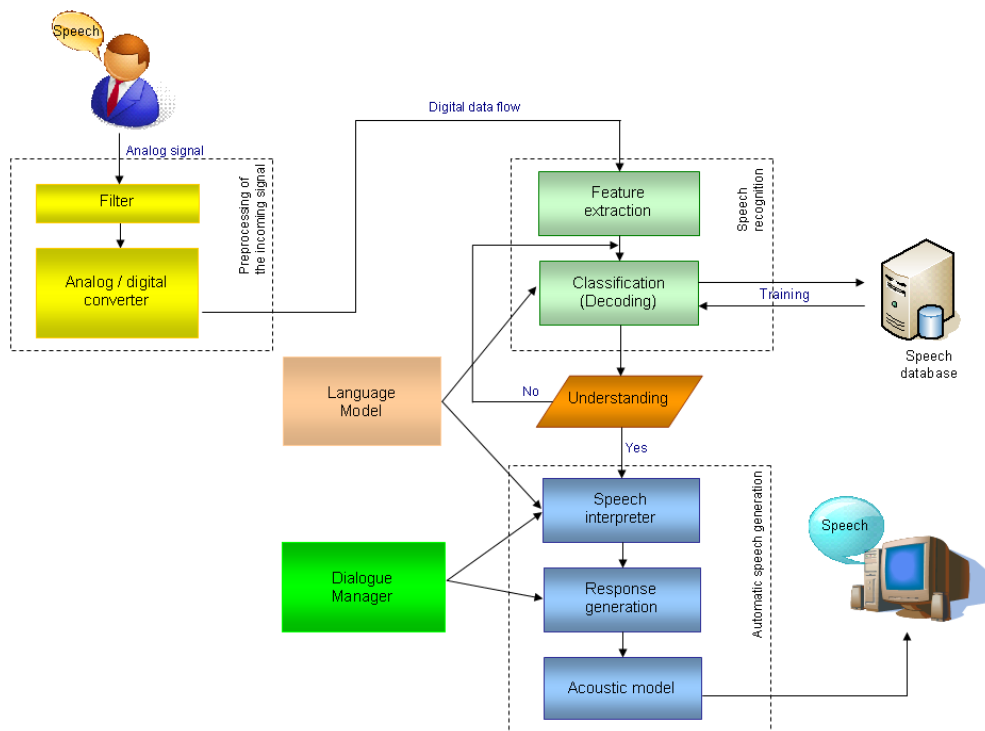 Speech
Analog signal
Filter
Analog / digital
converter
Preprocessing of
the incoming signal
Digital data flow
Feature
extraction
Classification
(Decoding)
Speech
recognition
Training
Speech
database
Language
Model
No
Understanding
Yes
Speech
interpreter
Dialogue
Manager
Response
generation
Acoustic model
Automatic speech generation
Speech